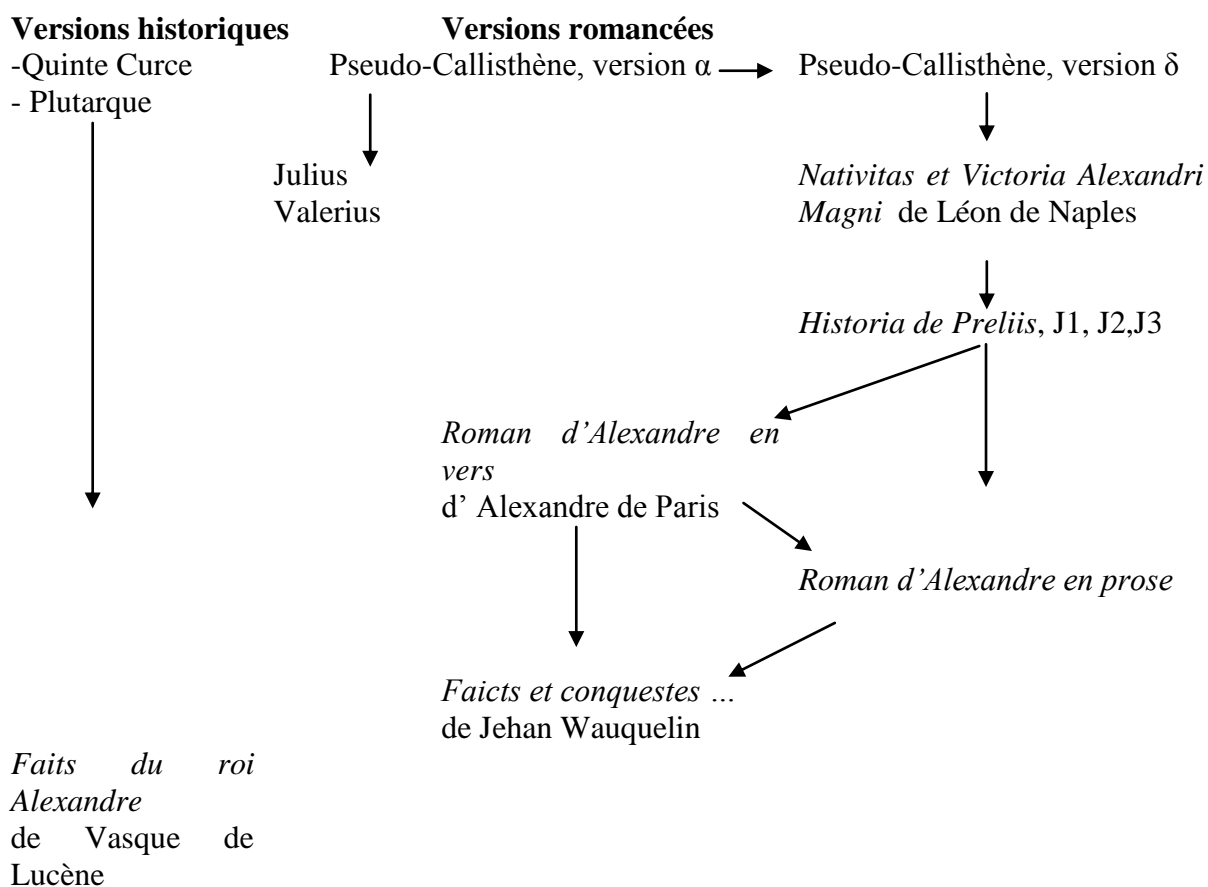 Versions historiques
Versions romancées
-Quinte Curce
Pseudo-Callisthène, version α
Pseudo-Callisthène, version δ
- Plutarque
Julius
Valerius
Nativitas et Victoria Alexandri
Magni de Léon de Naples
Historia de Preliis, J1, J2,J3
Roman d’Alexandre en
vers
d’ Alexandre de Paris
Roman d’Alexandre en prose
Faicts et conquestes …
de Jehan Wauquelin
Faits du roi
Alexandre
de Vasque de
Lucène